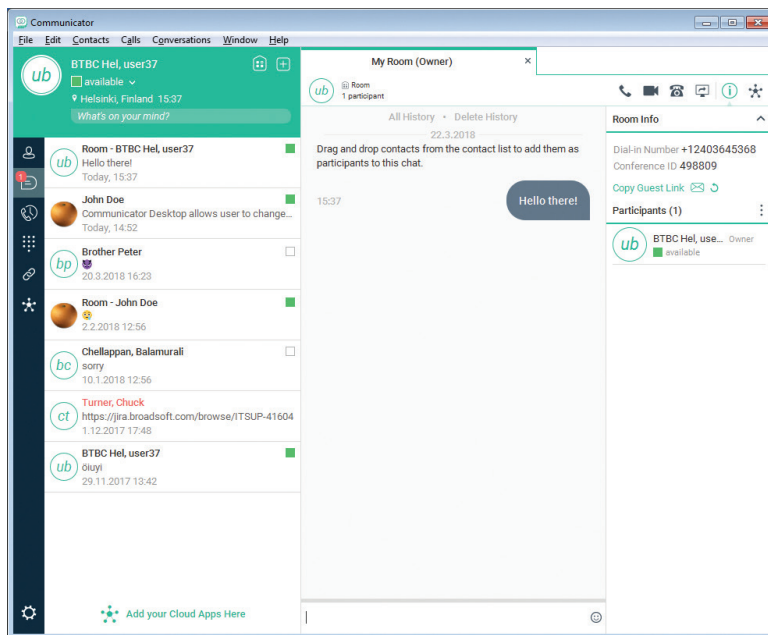 Communicator
File Edit Contacts Calls Conversations Window Help
ub
BTBC Hel, user37
available
Helsinki, Finland 15:37
What's on your mind?
1
ub
Room - BTBC Hel, user37
Hello there!
Today, 15:37
John Doe
Communicator Desktop allows user to change...
Today, 14:52
bp
Brother Peter
20.3.2018 16:23
Room - John Doe
2.2.2018 12:56
bc
Chellappan, Balamurali
sorry
10.1.2018 12:56
ct
Turner, Chuck
https://jira.broadsoft.com/browse/ITSUP-41604
1.12.2017 17:48
ub
BTBC Hel, user37
öiuyi
29.11.2017 13:42
Add your Cloud Apps Here
My Room (Owner) ×
ub
Room
1 participant
All History • Delete History
22.3.2018
Drag and drop contacts from the contact list to add them as
participants to this chat.
15:37 Hello there!
Room Info
Dial-in Number +12403645368
Conference ID 498809
Copy Guest Link
Participants (1)
ub
BTBC Hel, use... Owner
available